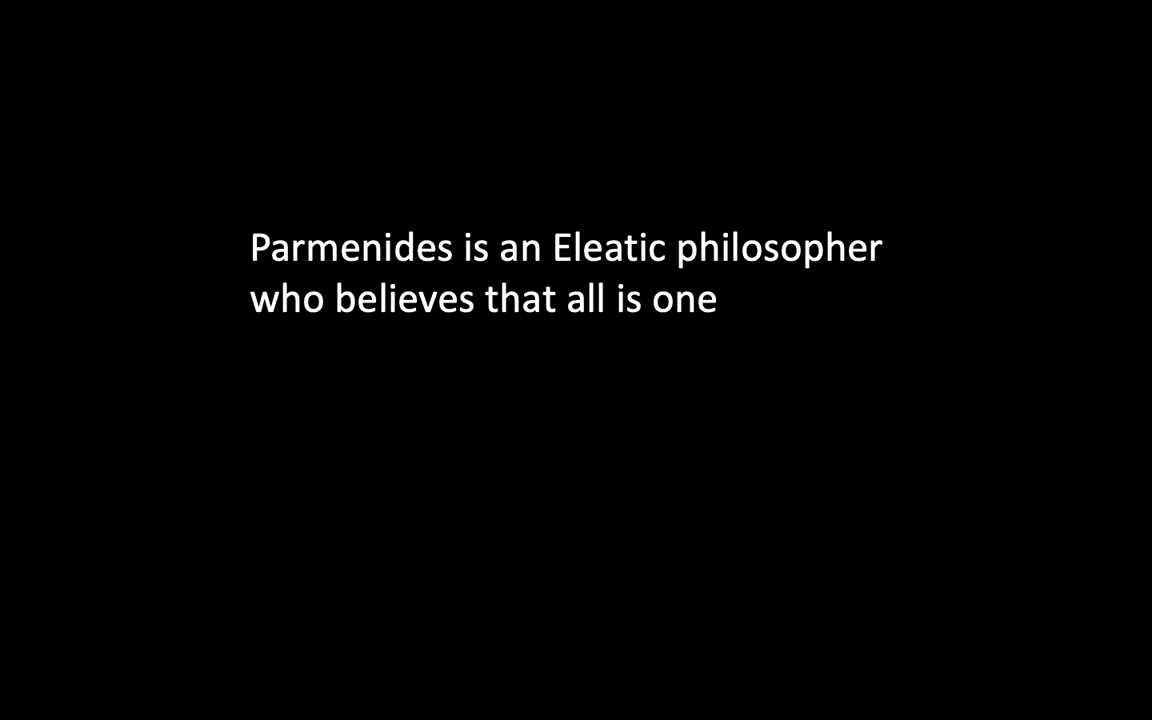 Parmenides is an Eleatic philosopher
who believes that all is one